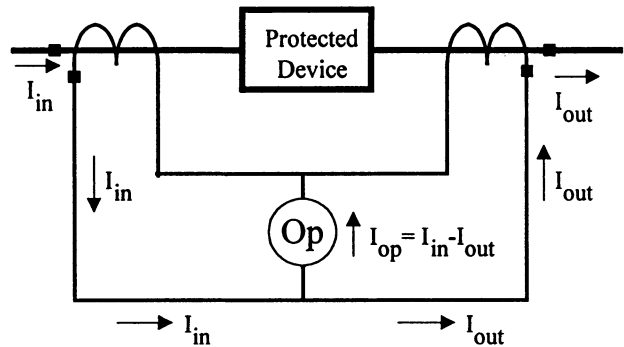 Protected
Device
I_in
I_out
I_in
I_out
Op
I_op= I_in-I_out
I_in
I_out